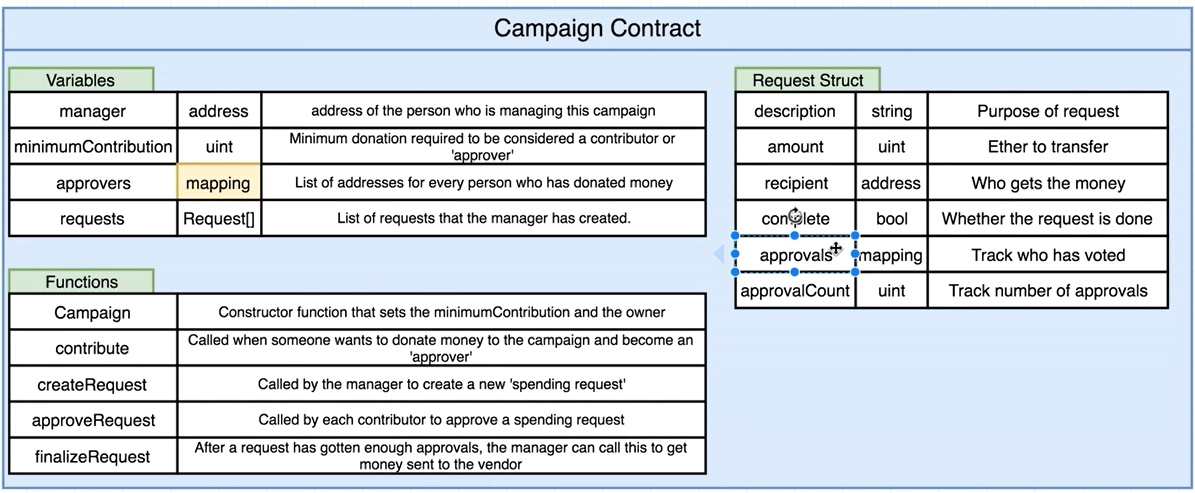 Campaign Contract
Variables
manager address address of the person who is managing this campaign
minimumContribution uint Minimum donation required to be considered a contributor or
'approver'
approvers mapping List of addresses for every person who has donated money
requests Request[] List of requests that the manager has created.
Functions
Campaign Constructor function that sets the minimumContribution and the owner
contribute Called when someone wants to donate money to the campaign and become an
'approver'
createRequest Called by the manager to create a new 'spending request'
approveRequest Called by each contributor to approve a spending request
finalizeRequest After a request has gotten enough approvals, the manager can call this to get
money sent to the vendor
Request Struct
description string Purpose of request
amount uint Ether to transfer
recipient address Who gets the money
complete bool Whether the request is done
approvals mapping Track who has voted
approvalCount uint Track number of approvals